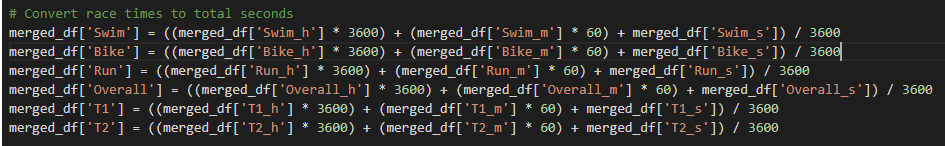 # Convert race times to total seconds
merged_df['Swim'] = ((merged_df['Swim_h'] * 3600) + (merged_df['Swim_m'] * 60) + merged_df['Swim_s']) / 3600
merged_df['Bike'] = ((merged_df['Bike_h'] * 3600) + (merged_df['Bike_m'] * 60) + merged_df['Bike_s']) / 3600
merged_df['Run'] = ((merged_df['Run_h'] * 3600) + (merged_df['Run_m'] * 60) + merged_df['Run_s']) / 3600
merged_df['Overall'] = ((merged_df['Overall_h'] * 3600) + (merged_df['Overall_m'] * 60) + merged_df['Overall_s']) / 3600
merged_df['T1'] = ((merged_df['T1_h'] * 3600) + (merged_df['T1_m'] * 60) + merged_df['T1_s']) / 3600
merged_df['T2'] = ((merged_df['T2_h'] * 3600) + (merged_df['T2_m'] * 60) + merged_df['T2_s']) / 3600